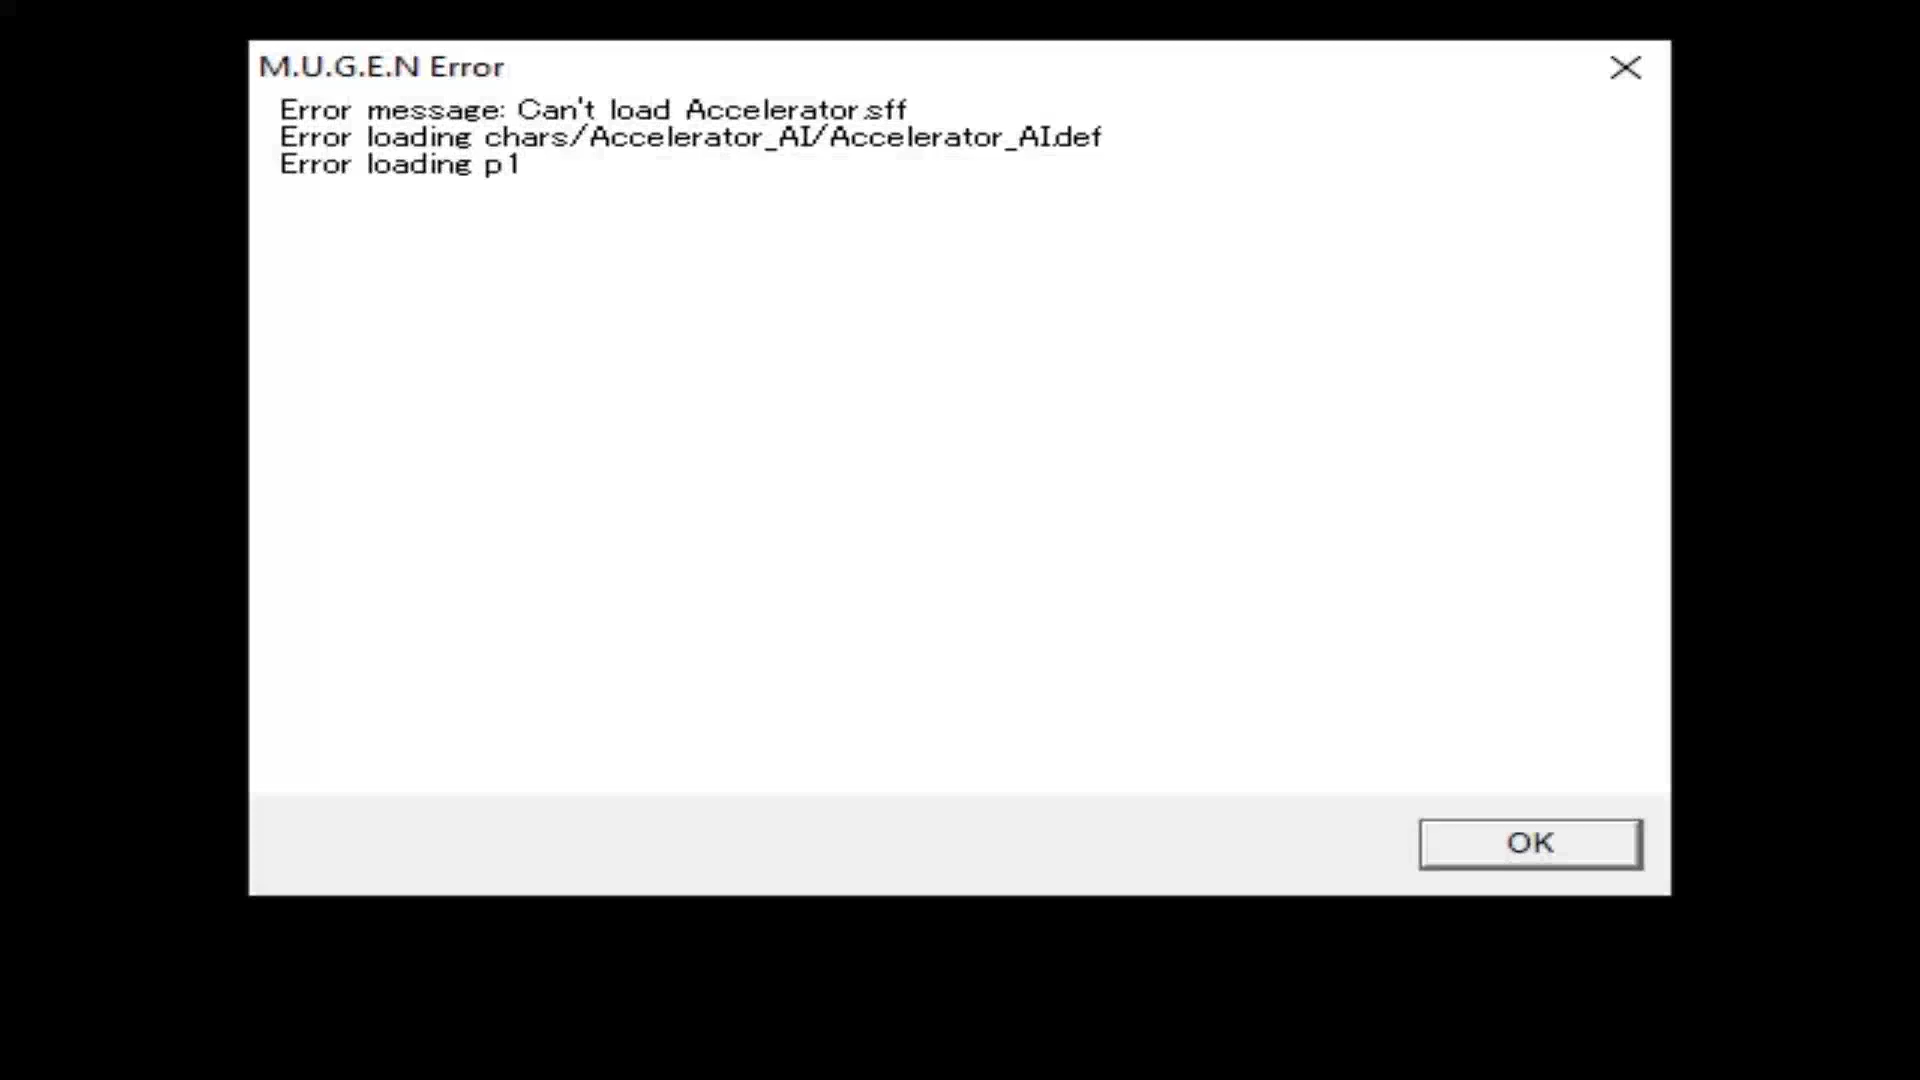 M.U.G.E.N Error
Error message: Can't load Accelerator.sff
Error loading chars/Accelerator_AI/Accelerator_AI.def
Error loading p1
OK